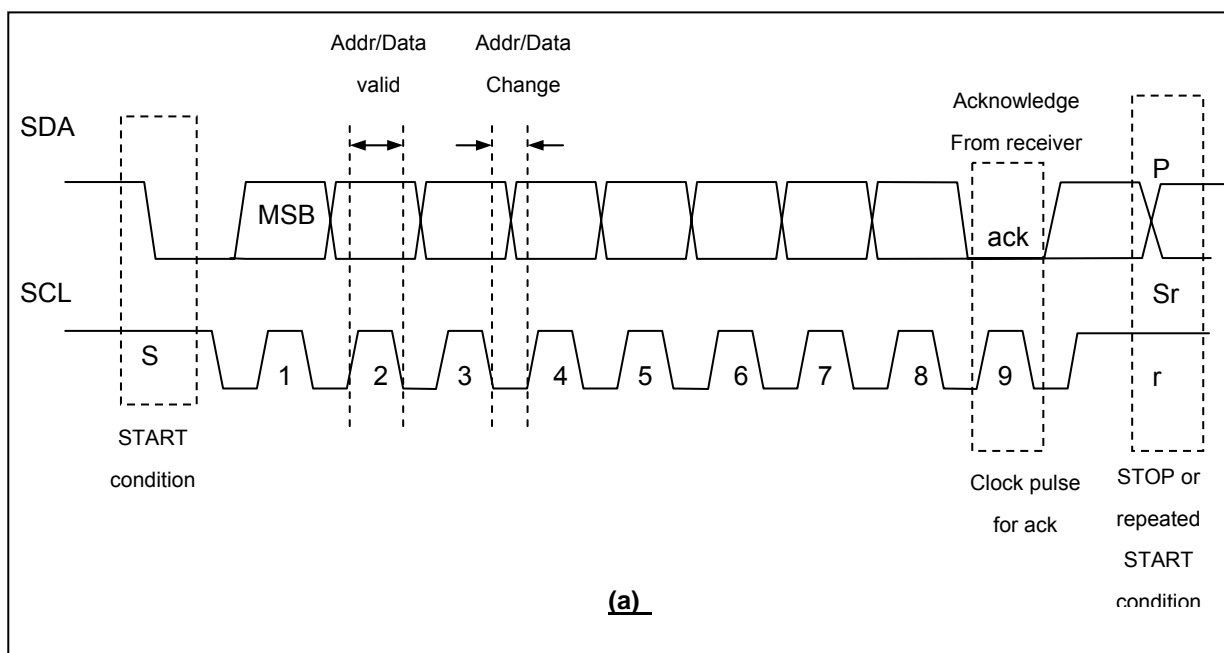 Addr/Data
valid
Addr/Data
Change
Acknowledge
From receiver
SDA
P
MSB
ack
SCL
Sr
S
1 2 3 4 5 6 7 8 9
r
START
condition
Clock pulse
for ack
STOP or
repeated
START
condition
(a)